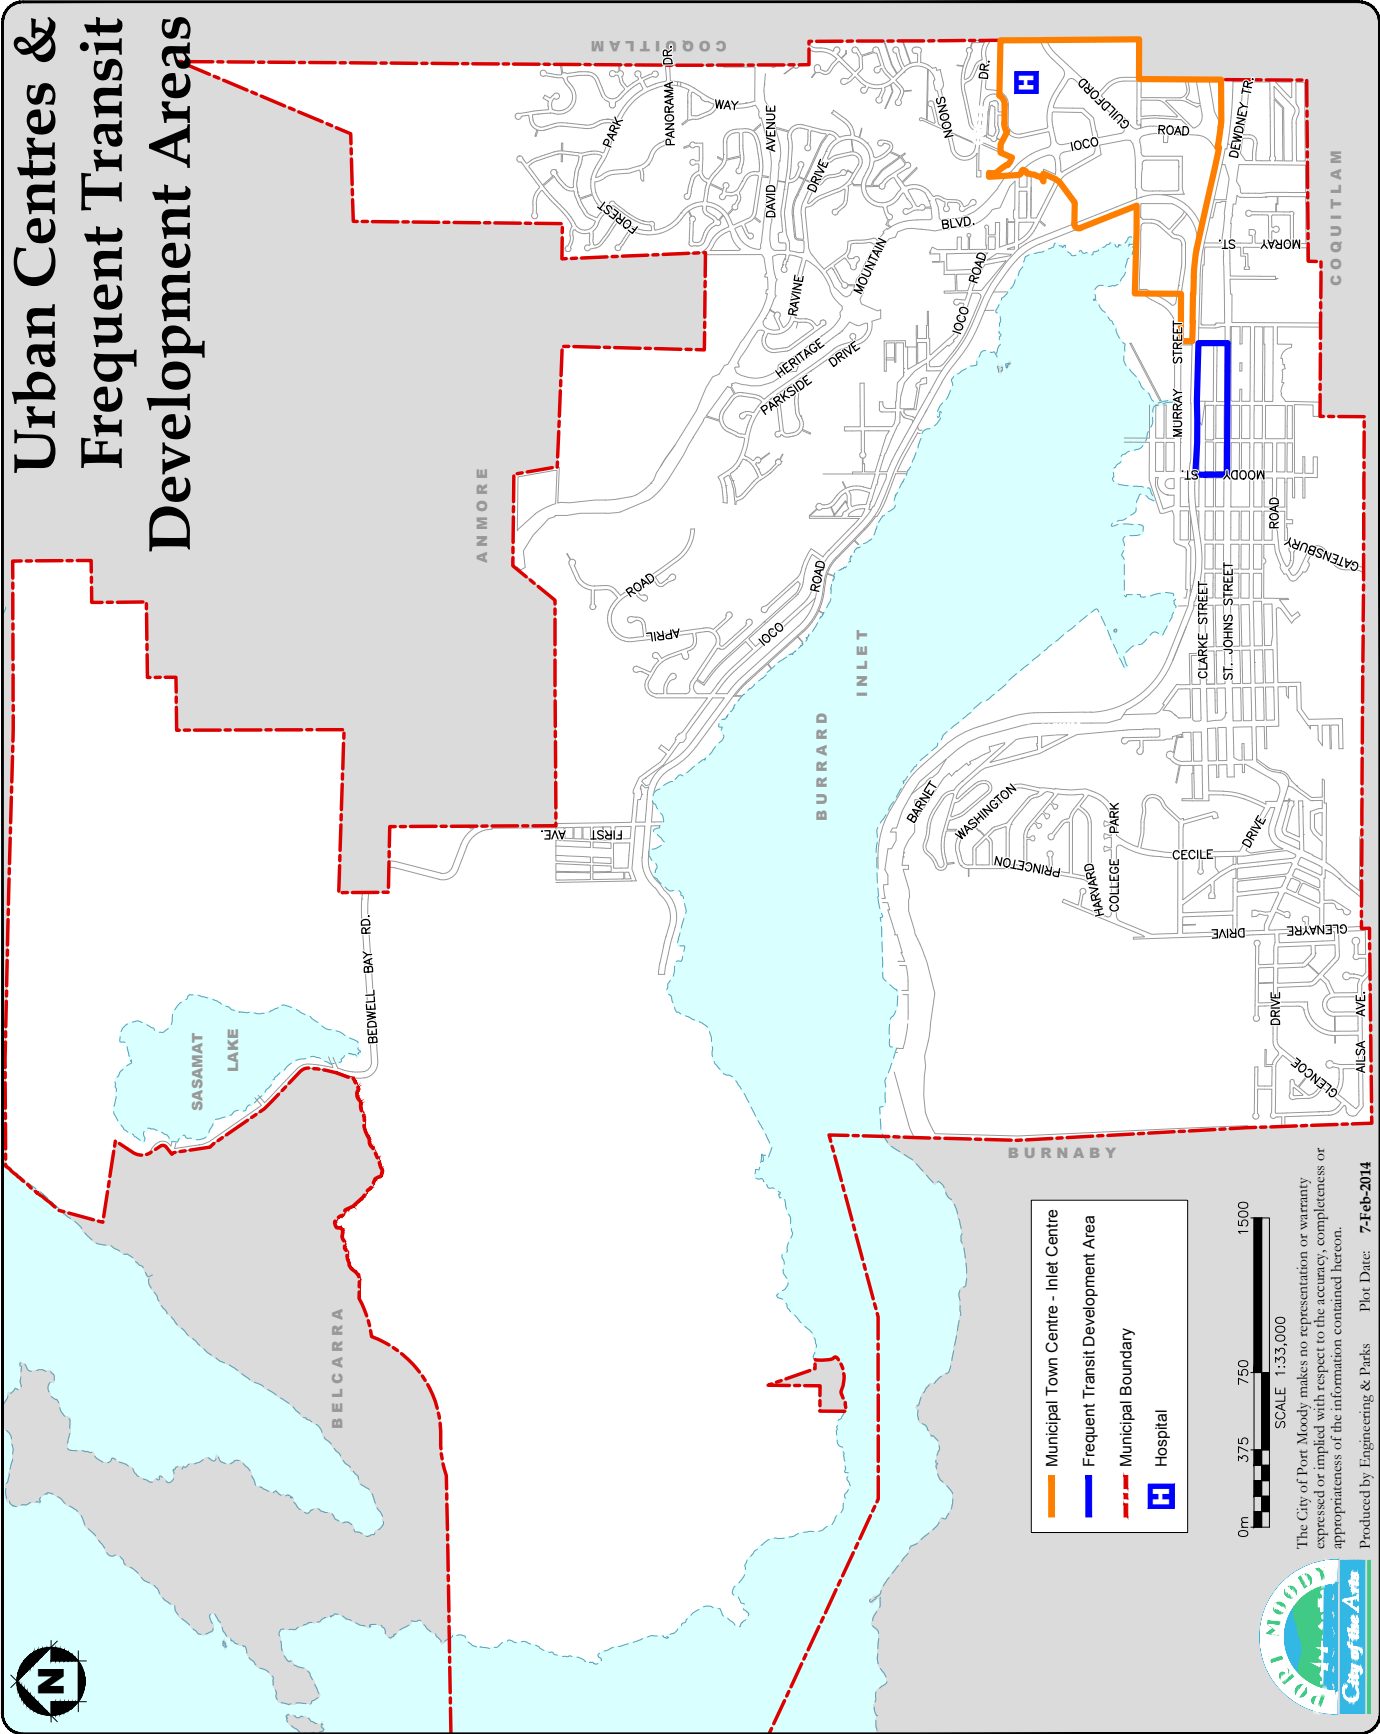 Urban Centres &
Frequent Transit
Development Areas
COQUITLAM
PANORAMA DR.
PARK
WAY
FOREST
DAVID AVENUE
RAVINE DRIVE
MOUNTAIN
BLVD.
HERITAGE
PARKSIDE DRIVE
NOONS
DR.
H
GUILDFORD
IOCO ROAD
IOCO ROAD
DEWDNEY TR.
MORAY ST.
COQUITLAM
MURRAY STREET
MOODY ST.
GATENSBURY
ROAD
CLARKE STREET
ST. JOHNS STREET
ANMORE
APRIL
ROAD
IOCO
ROAD
BURRARD
INLET
FIRST AVE.
BEDWELL BAY RD.
SASAMAT
LAKE
BELCARRA
BARNET
WASHINGTON
PRINCETON
HARVARD
COLLEGE PARK
CECILE
DRIVE
GLENAYRE
DRIVE
GLENCOE
DRIVE
AILSA AVE.
BURNABY
Municipal Town Centre - Inlet Centre
Frequent Transit Development Area
Municipal Boundary
H Hospital
0m 375 750 1500
SCALE 1:33,000
The City of Port Moody makes no representation or warranty
expressed or implied with respect to the accuracy, completeness or
appropriateness of the information contained hereon.
Produced by Engineering & Parks Plot Date: 7-Feb-2014
PORT MOODY
City of the Arts
N